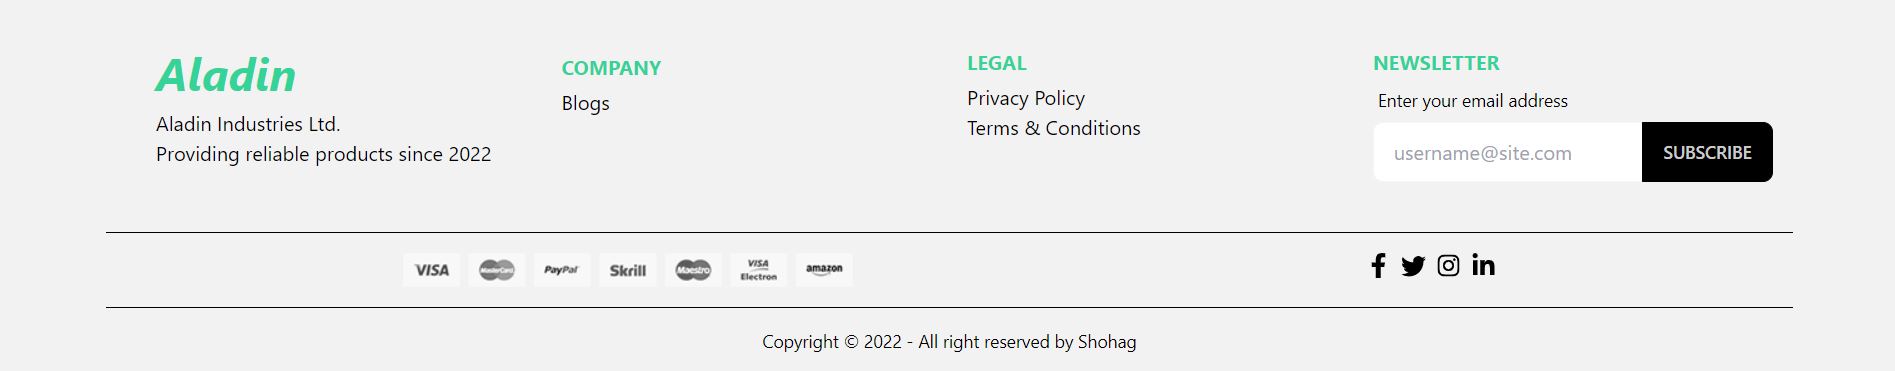 Aladin
Aladin Industries Ltd.
Providing reliable products since 2022
COMPANY
Blogs
LEGAL
Privacy Policy
Terms & Conditions
NEWSLETTER
Enter your email address
username@site.com SUBSCRIBE
VISA MasterCard PayPal Skrill Maestro VISA Electron amazon
Copyright © 2022 - All right reserved by Shohag